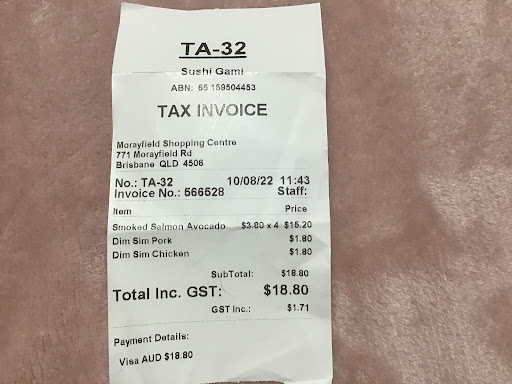 TA-32
Sushi Gami
ABN: 65 159504453
TAX INVOICE
Morayfield Shopping Centre
771 Morayfield Rd
Brisbane QLD 4506
No.: TA-32 10/08/22 11:43
Invoice No.: 566528 Staff:
Item Price
Smoked Salmon Avocado $3.80 x 4 $15.20
Dim Sim Pork $1.80
Dim Sim Chicken $1.80
SubTotal: $18.80
Total Inc. GST: $18.80
GST Inc.: $1.71
Payment Details:
Visa AUD $18.80